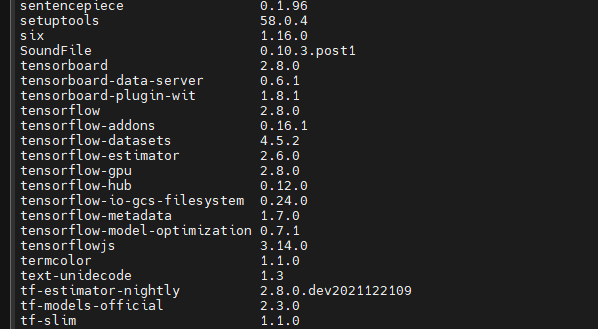 sentencepiece 0.1.96
setuptools 58.0.4
six 1.16.0
SoundFile 0.10.3.post1
tensorboard 2.8.0
tensorboard-data-server 0.6.1
tensorboard-plugin-wit 1.8.1
tensorflow 2.8.0
tensorflow-addons 0.16.1
tensorflow-datasets 4.5.2
tensorflow-estimator 2.6.0
tensorflow-gpu 2.8.0
tensorflow-hub 0.12.0
tensorflow-io-gcs-filesystem 0.24.0
tensorflow-metadata 1.7.0
tensorflow-model-optimization 0.7.1
tensorflowjs 3.14.0
termcolor 1.1.0
text-unidecode 1.3
tf-estimator-nightly 2.8.0.dev2021122109
tf-models-official 2.3.0
tf-slim 1.1.0